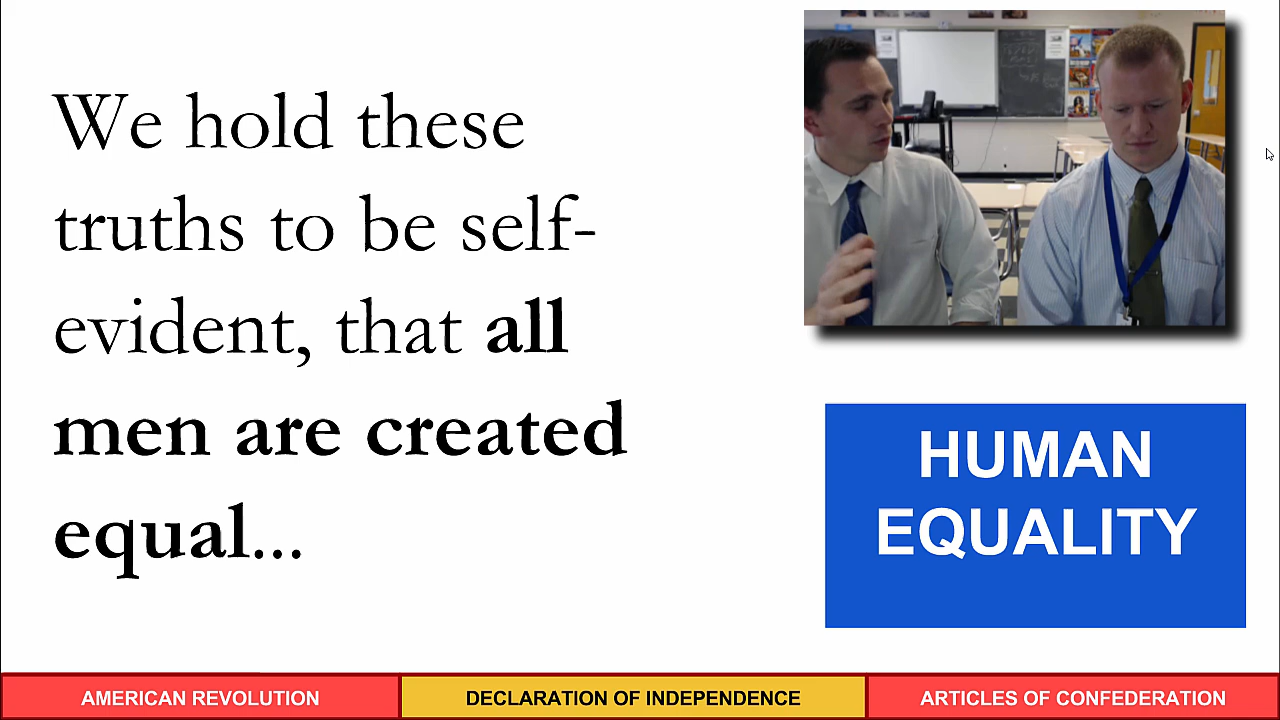 We hold these
truths to be self-
evident, that all
men are created
equal...
HUMAN
EQUALITY
AMERICAN REVOLUTION
DECLARATION OF INDEPENDENCE
ARTICLES OF CONFEDERATION